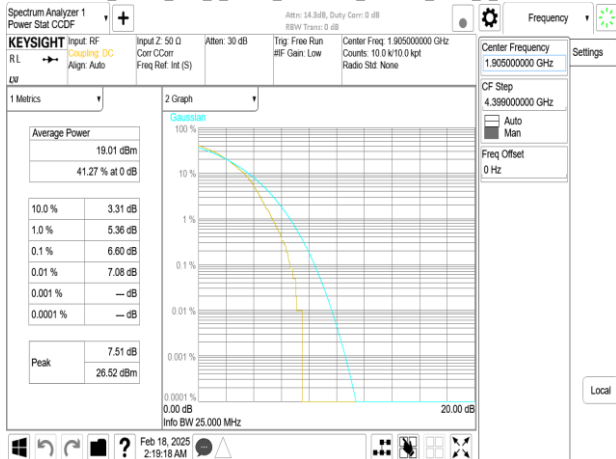 Spectrum Analyzer 1
Power Stat CCDF
+
Attn: 14.3dB, Duty Corr: 0 dB
RBW Trans: 0 dB
Frequency
KEYSIGHT
RL
LXI
Input: RF
Coupling: DC
Align: Auto
Input Z: 50 Ω
Corr CCorr
Freq Ref: Int (S)
Atten: 30 dB
Trig: Free Run
#IF Gain: Low
Center Freq: 1.905000000 GHz
Counts: 10.0 k/10.0 kpt
Radio Std: None
Center Frequency
1.905000000 GHz
Settings
CF Step
4.399000000 GHz
Auto
Man
Freq Offset
0 Hz
1 Metrics
Average Power
19.01 dBm
41.27 % at 0 dB
10.0 % 3.31 dB
1.0 % 5.36 dB
0.1 % 6.60 dB
0.01 % 7.08 dB
0.001 % --- dB
0.0001 % --- dB
Peak
7.51 dB
26.52 dBm
2 Graph
Gaussian
100 %
10 %
1 %
0.1 %
0.01 %
0.001 %
0.0001 %
0.00 dB 20.00 dB
Info BW 25.000 MHz
Local
?
Feb 18, 2025
2:19:18 AM